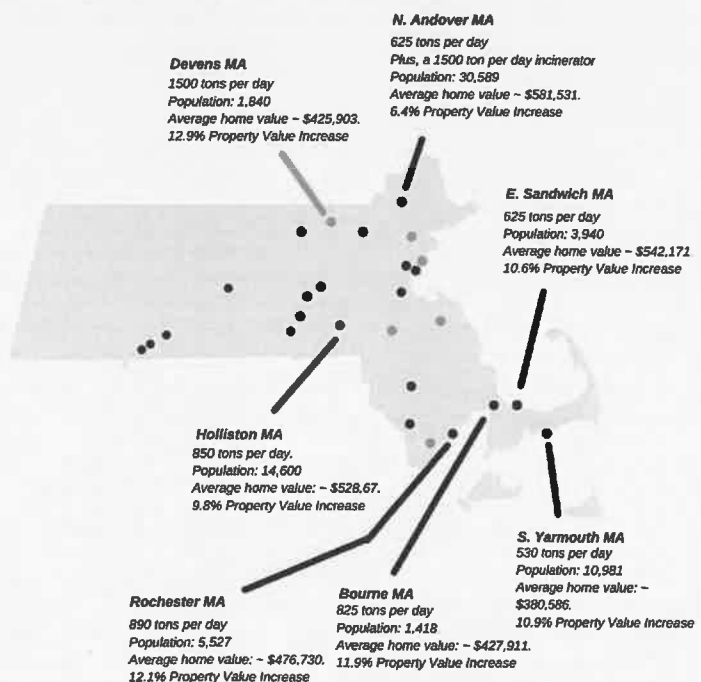 N. Andover MA
625 tons per day
Plus, a 1500 ton per day incinerator
Population: 30,589
Average home value ~ $581,531.
6.4% Property Value Increase
Devens MA
1500 tons per day
Population: 1,840
Average home value ~ $425,903.
12.9% Property Value Increase
E. Sandwich MA
625 tons per day
Population: 3,940
Average home value ~ $542,171
10.6% Property Value Increase
Holliston MA
850 tons per day.
Population: 14,600
Average home value: ~ $528,67.
9.8% Property Value Increase
S. Yarmouth MA
530 tons per day
Population: 10,981
Average home value: ~
$380,586.
10.9% Property Value Increase
Rochester MA
890 tons per day
Population: 5,527
Average home value: ~ $476,730.
12.1% Property Value Increase
Bourne MA
825 tons per day
Population: 1,418
Average home value: ~ $427,911.
11.9% Property Value Increase